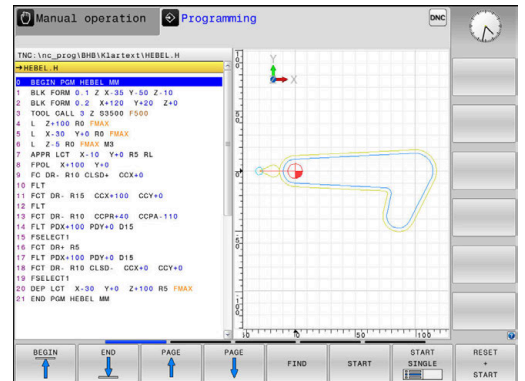 Manual operation
Programming
DNC
TNC:\nc_prog\BHB\Klartext\HEBEL.H
→HEBEL.H
0 BEGIN PGM HEBEL MM
1 BLK FORM 0.1 Z X-35 Y-50 Z-10
2 BLK FORM 0.2 X+120 Y+20 Z+0
3 TOOL CALL 3 Z S3500 F500
4 L Z+100 R0 FMAX
5 L X-30 Y+0 R0 FMAX
6 L Z-5 R0 FMAX M3
7 APPR LCT X-10 Y+0 R5 RL
8 FPOL X+100 Y+0
9 FC DR- R10 CLSD+ CCX+0
10 FLT
11 FCT DR- R15 CCX+100 CCY+0
12 FLT
13 FCT DR- R10 CCPR+40 CCPA-110
14 FLT PDX+100 PDY+0 D15
15 FSELECT1
16 FCT DR+ R5
17 FLT PDX+100 PDY+0 D15
18 FCT DR- R10 CLSD- CCX+0 CCY+0
19 FSELECT1
20 DEP LCT X-30 Y+0 Z+100 R5 FMAX
21 END PGM HEBEL MM
Y
X
50
0
50
100
0
50
100
BEGIN
END
PAGE
PAGE
FIND
START
START
SINGLE
RESET
+
START